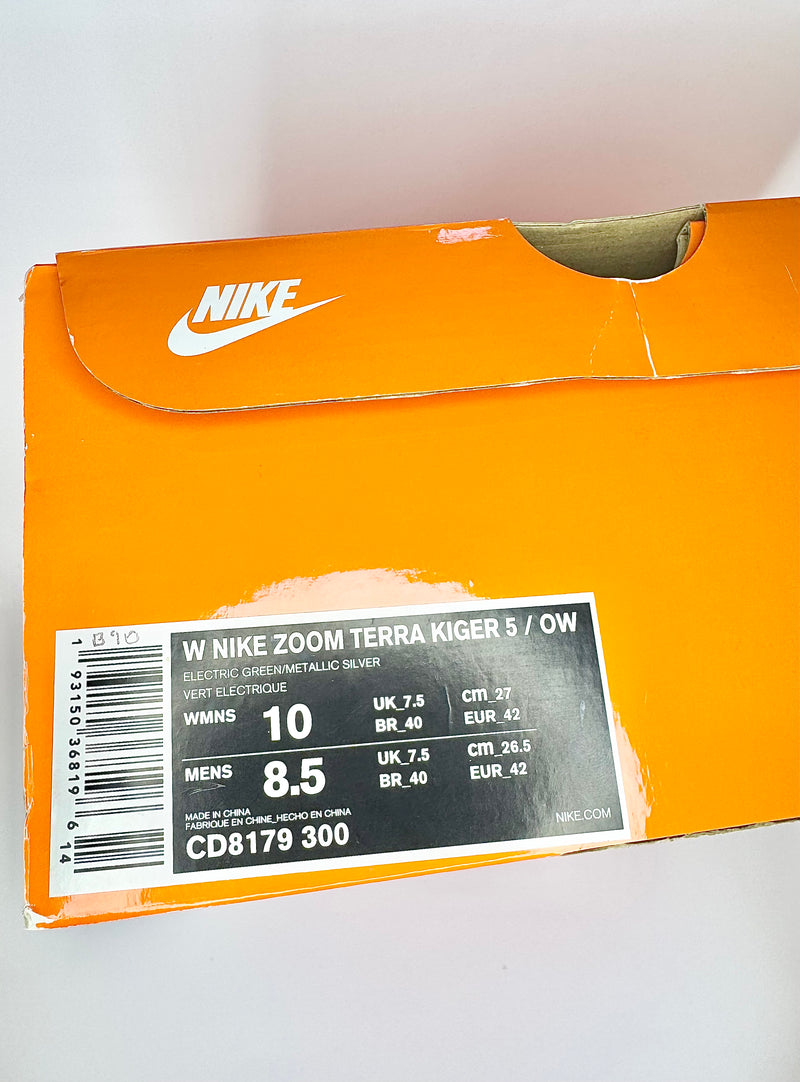 NIKE
B90
W NIKE ZOOM TERRA KIGER 5 / OW
ELECTRIC GREEN/METALLIC SILVER
VERT ELECTRIQUE
WMNS 10 UK_7.5 cm_27
BR_40 EUR_42
MENS 8.5 UK_7.5 cm_26.5
BR_40 EUR_42
MADE IN CHINA
FABRIQUE EN CHINE_HECHO EN CHINA
NIKE.COM
CD8179 300
1 93150 36819 6 14